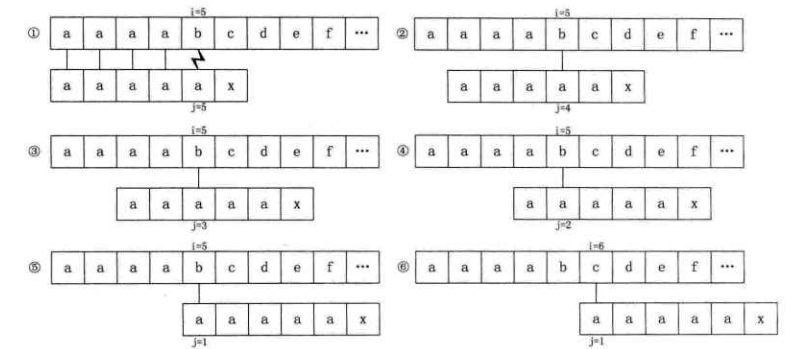 i=5 i=5
① a a a a b c d e f … ② a a a a b c d e f …
a a a a a x a a a a a x
j=5 j=4
i=5 i=5
③ a a a a b c d e f … ④ a a a a b c d e f …
a a a a a x a a a a a x
j=3 j=2
i=5 i=6
⑤ a a a a b c d e f … ⑥ a a a a b c d e f …
a a a a a x a a a a a x
j=1 j=1